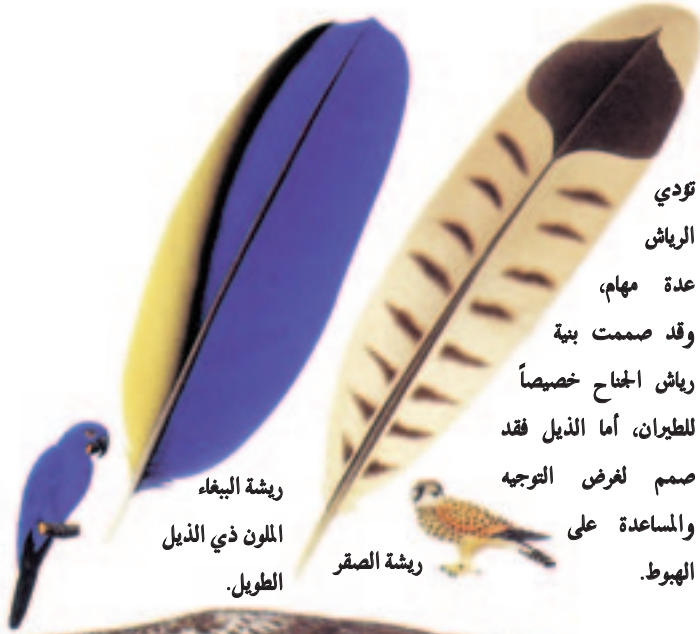 تؤدي
الرياش
عدة مهام،
وقد صممت بنية
رياش الجناح خصيصاً
للطيران، أما الذيل فقد
صمم لغرض التوجيه
والمساعدة على
الهبوط.
ريشة الصقر
ريشة الببغاء
الملون ذي الذيل
الطويل.